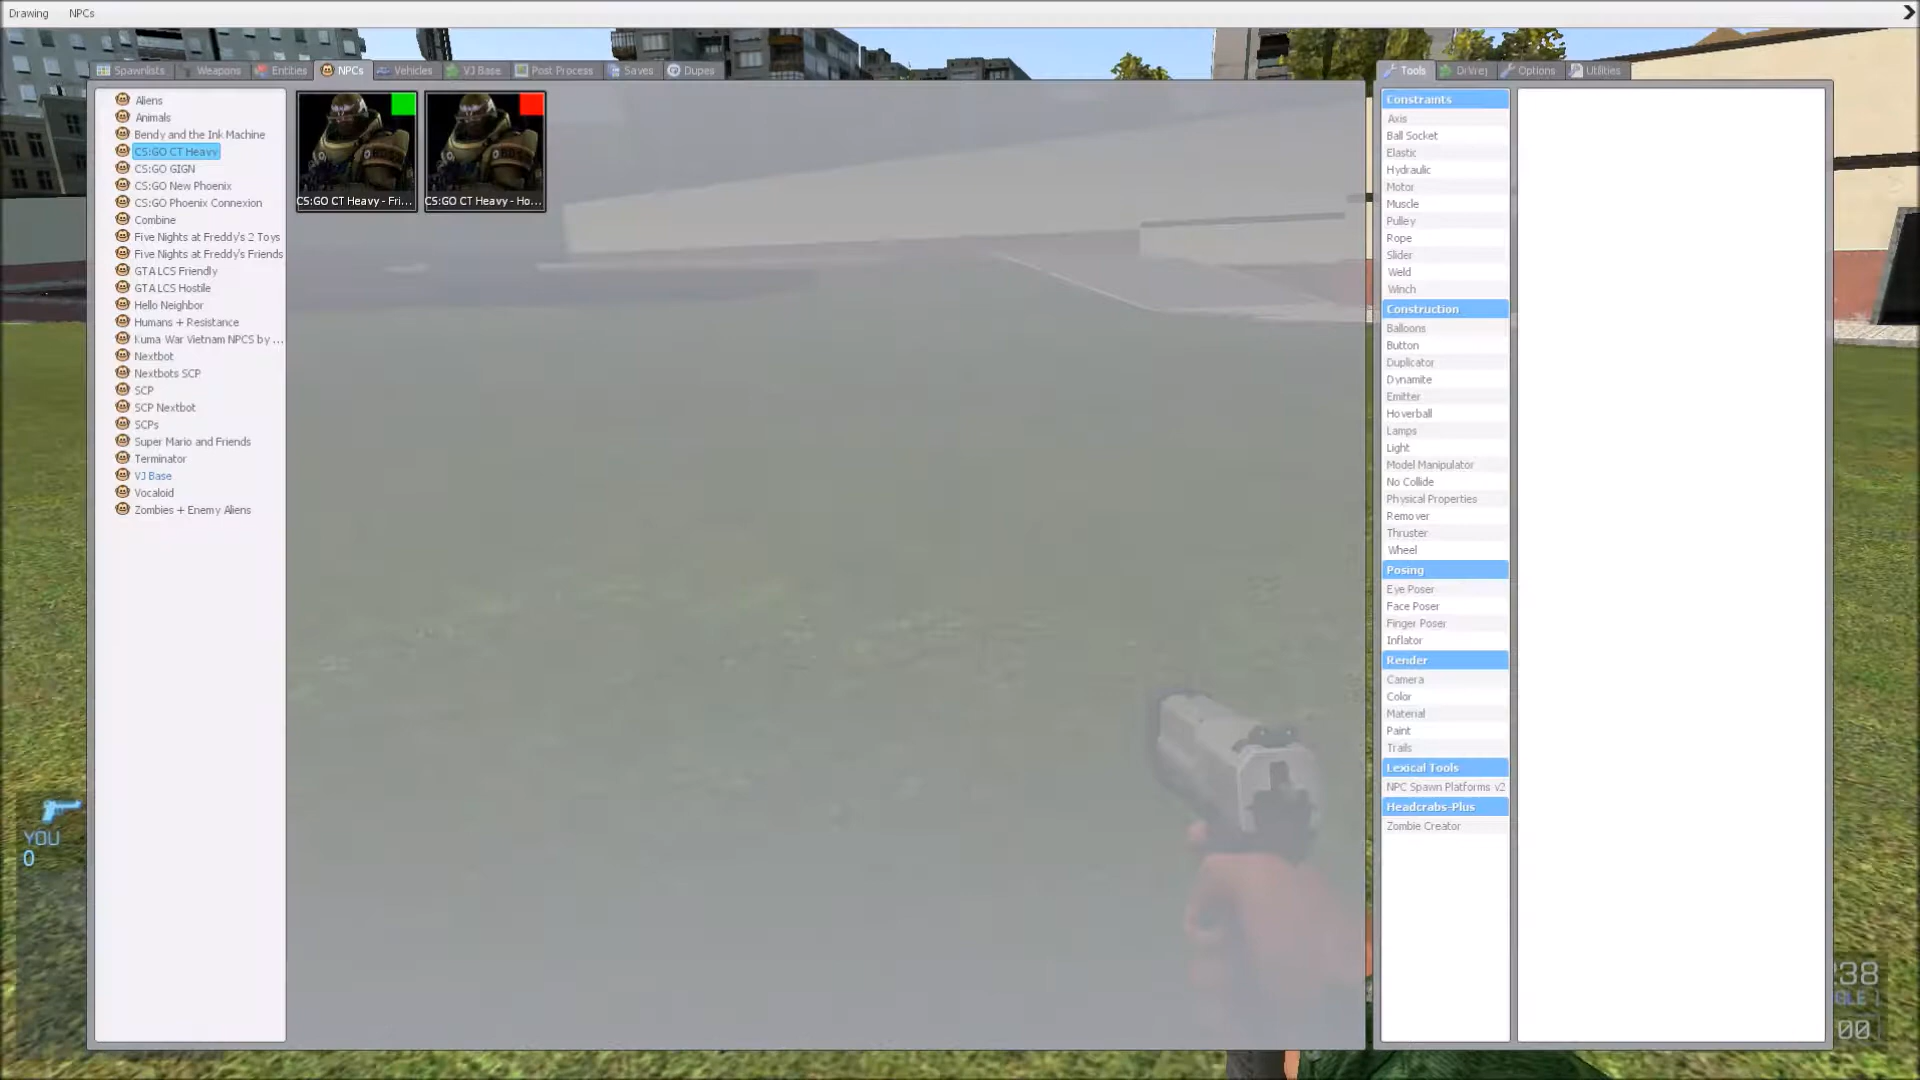 Drawing NPCs
Spawnlists Weapons Entities NPCs Vehicles VJ Base Post Process Saves Dupes
Tools DrVrej Options Utilities
Aliens
Animals
Bendy and the Ink Machine
CS:GO CT Heavy
CS:GO GIGN
CS:GO New Phoenix
CS:GO Phoenix Connexion
Combine
Five Nights at Freddy's 2 Toys
Five Nights at Freddy's Friends
GTA LCS Friendly
GTA LCS Hostile
Hello Neighbor
Humans + Resistance
Kuma War Vietnam NPCS by ...
Nextbot
Nextbots SCP
SCP
SCP Nextbot
SCPs
Super Mario and Friends
Terminator
VJ Base
Vocaloid
Zombies + Enemy Aliens
CS:GO CT Heavy - Fri...
CS:GO CT Heavy - Ho...
Constraints
Axis
Ball Socket
Elastic
Hydraulic
Motor
Muscle
Pulley
Rope
Slider
Weld
Winch
Construction
Balloons
Button
Duplicator
Dynamite
Emitter
Hoverball
Lamps
Light
Model Manipulator
No Collide
Physical Properties
Remover
Thruster
Wheel
Posing
Eye Poser
Face Poser
Finger Poser
Inflator
Render
Camera
Color
Material
Paint
Trails
Lexical Tools
NPC Spawn Platforms v2
Headcrabs-Plus
Zombie Creator
YOU
0
238
00